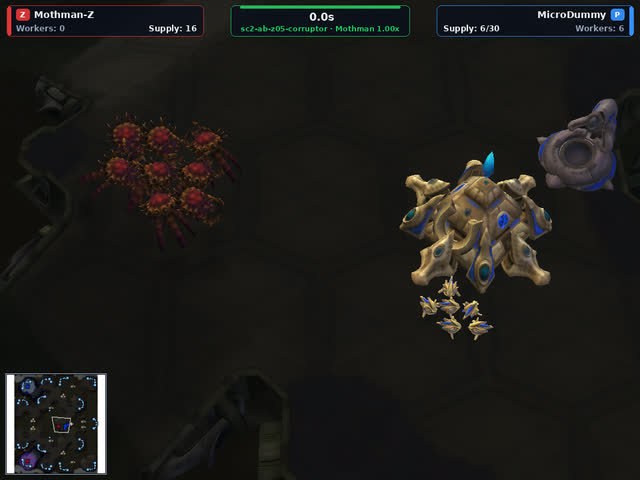 Z Mothman-Z
Workers: 0 Supply: 16
0.0s
sc2-ab-z05-corruptor · Mothman 1.00x
MicroDummy P
Supply: 6/30 Workers: 6